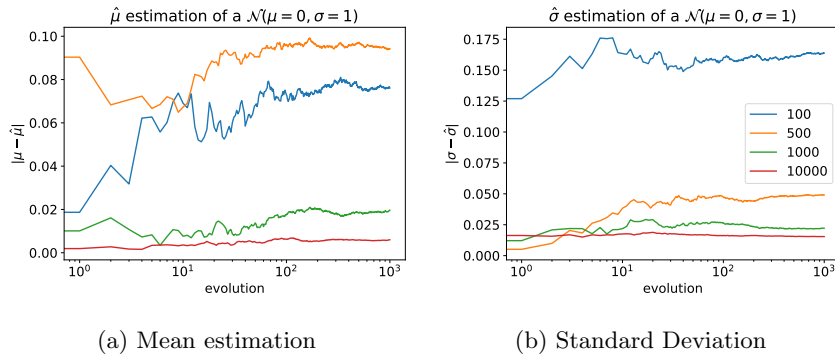 μ̂ estimation of a 𝒩(μ = 0, σ = 1)
|μ − μ̂|
0.10
0.08
0.06
0.04
0.02
0.00
10⁰ 10¹ 10² 10³
evolution
(a) Mean estimation
σ̂ estimation of a 𝒩(μ = 0, σ = 1)
|σ − σ̂|
0.175
0.150
0.125
0.100
0.075
0.050
0.025
0.000
100
500
1000
10000
10⁰ 10¹ 10² 10³
evolution
(b) Standard Deviation